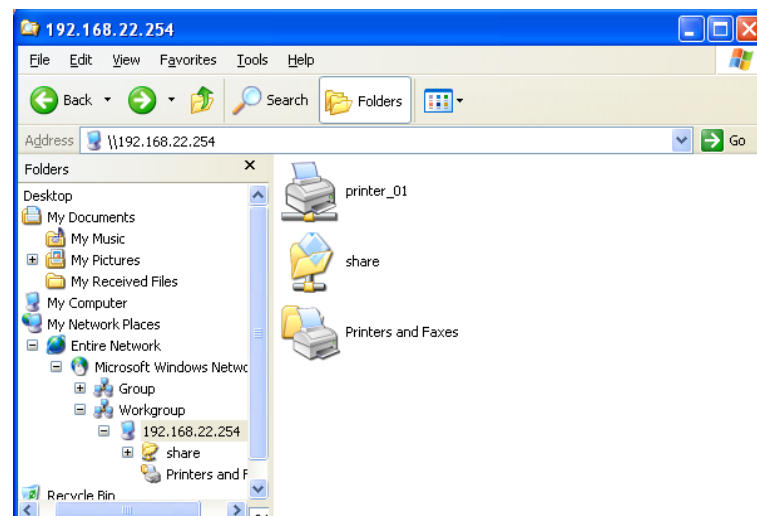 192.168.22.254
File Edit View Favorites Tools Help
Back Search Folders
Address \\192.168.22.254 Go
Folders
Desktop
My Documents
My Music
My Pictures
My Received Files
My Computer
My Network Places
Entire Network
Microsoft Windows Netwc
Group
Workgroup
192.168.22.254
share
Printers and F
Recycle Bin
printer_01
share
Printers and Faxes